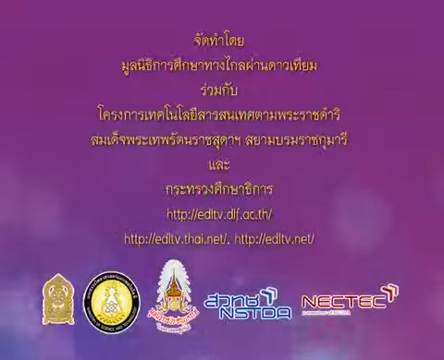 จัดทำโดย
มูลนิธิการศึกษาทางไกลผ่านดาวเทียม
ร่วมกับ
โครงการเทคโนโลยีสารสนเทศตามพระราชดำริ
สมเด็จพระเทพรัตนราชสุดาฯ สยามบรมราชกุมารี
และ
กระทรวงศึกษาธิการ
http://edltv.dlf.ac.th/
http://edltv.thai.net/, http://edltv.net/
สวทช
NSTDA
NECTEC